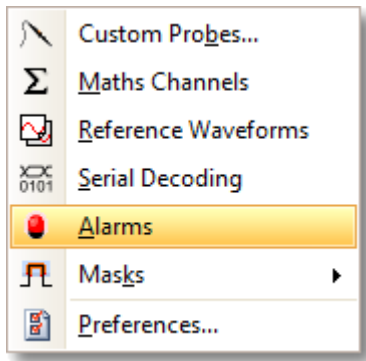 Custom Probes...
Σ Maths Channels
Reference Waveforms
0101 Serial Decoding
Alarms
Masks
Preferences...